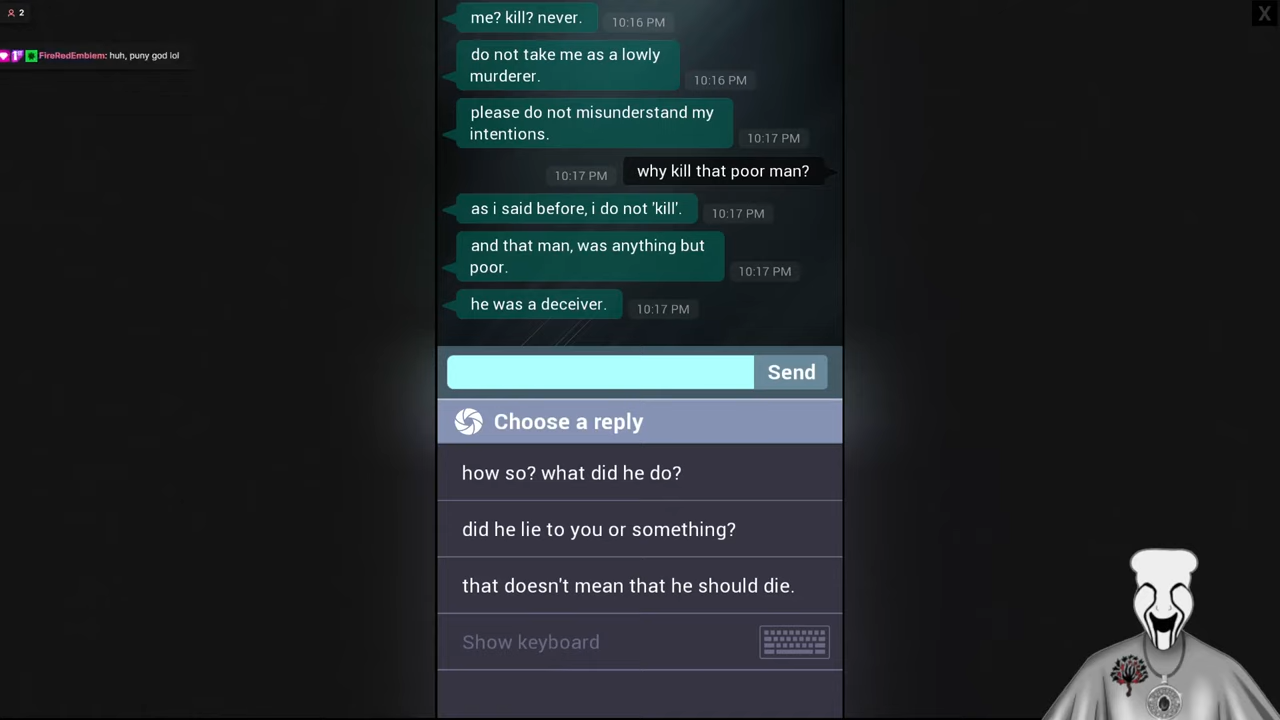 2
X
FireRedEmblem: huh, puny god lol
me? kill? never.
10:16 PM
do not take me as a lowly
murderer.
10:16 PM
please do not misunderstand my
intentions.
10:17 PM
10:17 PM
why kill that poor man?
as i said before, i do not 'kill'.
10:17 PM
and that man, was anything but
poor.
10:17 PM
he was a deceiver.
10:17 PM
Send
Choose a reply
how so? what did he do?
did he lie to you or something?
that doesn't mean that he should die.
Show keyboard